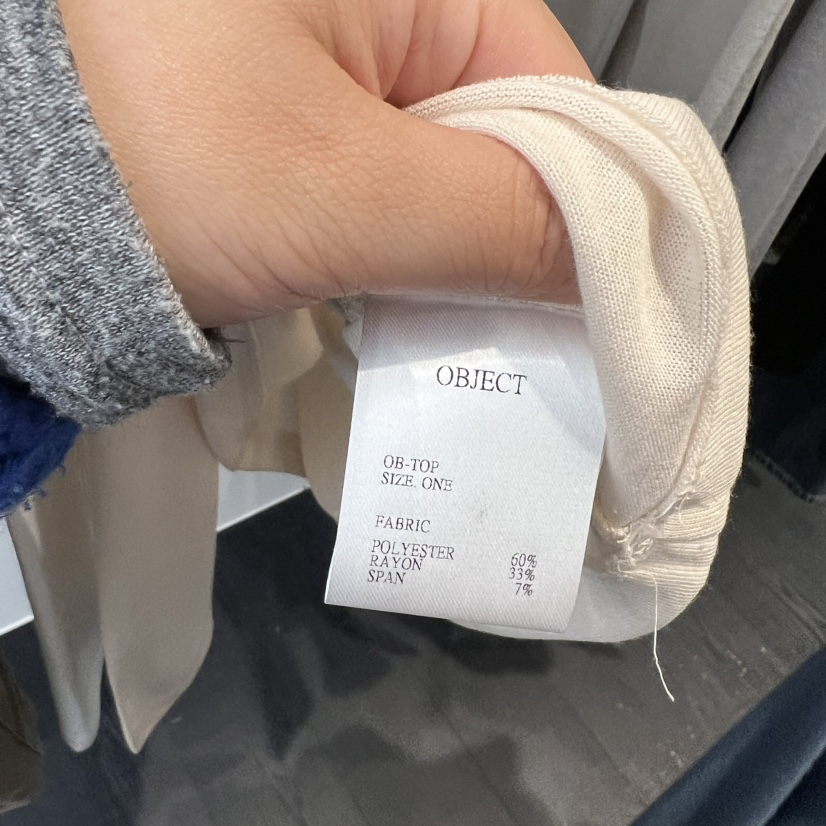 OBJECT
OB-TOP
SIZE. ONE
FABRIC
POLYESTER 60%
RAYON 33%
SPAN 7%